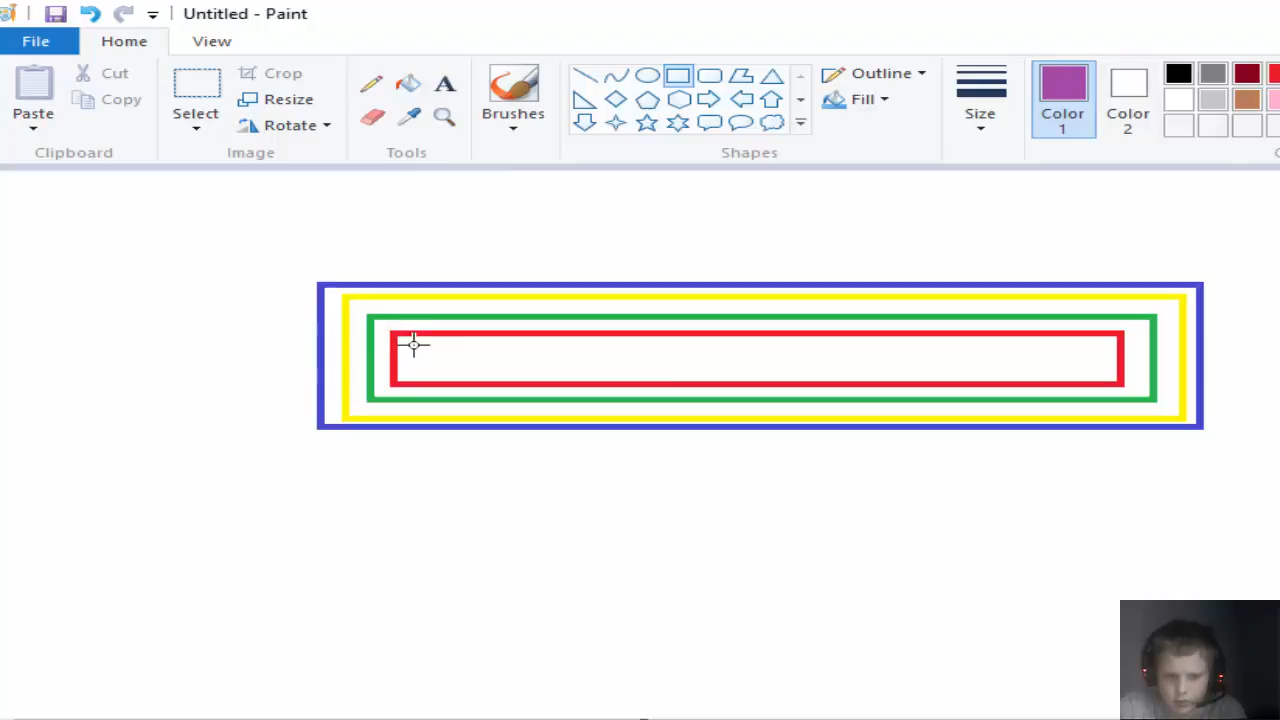 Untitled - Paint
File Home View
Paste
Cut
Copy
Clipboard
Select
Crop
Resize
Rotate
Image
A
Tools
Brushes
Shapes
Outline
Fill
Size
Color
1
Color
2